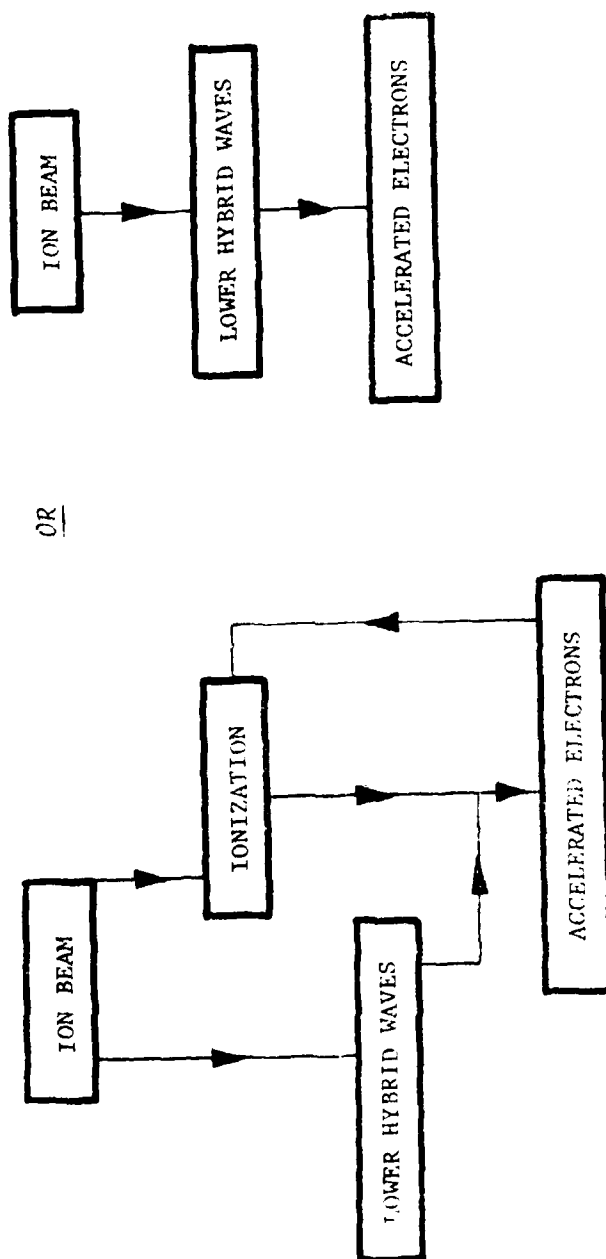 ION BEAM
IONIZATION
LOWER HYBRID WAVES
ACCELERATED ELECTRONS
OR
ION BEAM
LOWER HYBRID WAVES
ACCELERATED ELECTRONS